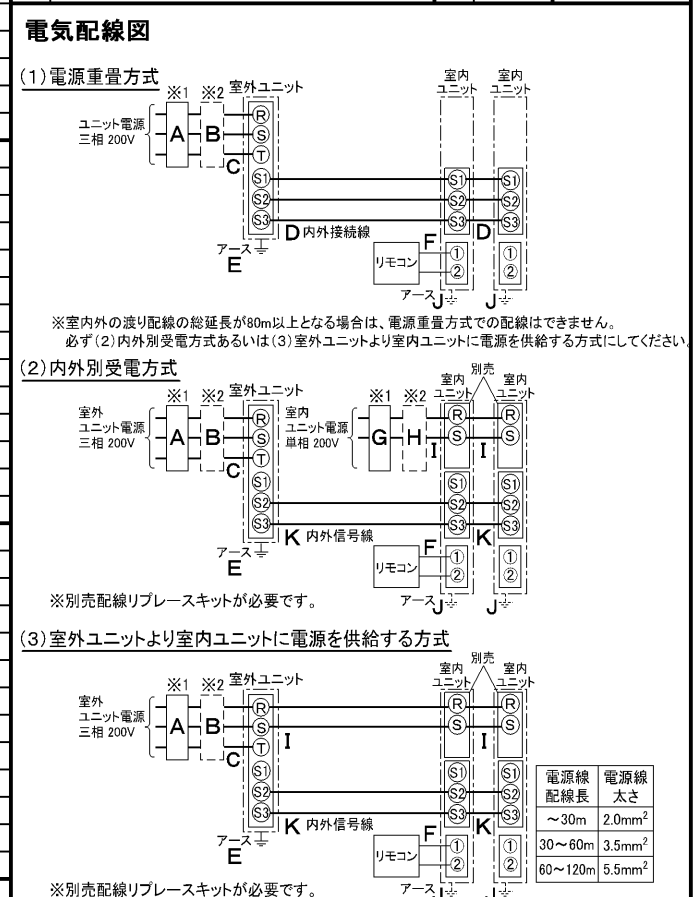 電気配線図
(1)電源重畳方式
※1 ※2 室外ユニット
室内ユニット 室内ユニット
ユニット電源
三相 200V
A B C
R
S
T
S1 S1 S1
S2 S2 S2
S3 S3 S3
D 内外接続線 F D
アース
E
リモコン
① ①
② ②
アース J J
※室内外の渡り配線の総延長が80m以上となる場合は、電源重畳方式での配線はできません。
必ず(2)内外別受電方式あるいは(3)室外ユニットより室内ユニットに電源を供給する方式にしてください
(2)内外別受電方式
※1 ※2 室外ユニット ※1 ※2 室内ユニット 別売 室内ユニット
室外
ユニット電源
三相 200V
A B C
室内
ユニット電源
単相 200V
G H I I
R R R
S S S
T
S1 S1 S1
S2 S2 S2
S3 S3 S3
K 内外信号線 F K
アース
E
リモコン
① ①
② ②
アース J J
※別売配線リプレースキットが必要です。
(3)室外ユニットより室内ユニットに電源を供給する方式
※1 ※2 室外ユニット 室内ユニット 別売 室内ユニット
室外
ユニット電源
三相 200V
A B C
R R R
S S S
T I I
S1 S1 S1
S2 S2 S2
S3 S3 S3
K 内外信号線 F K
アース
E
リモコン
① ①
② ②
アース J J
※別売配線リプレースキットが必要です。
電源線配線長 電源線太さ
～30m 2.0mm²
30～60m 3.5mm²
60～120m 5.5mm²